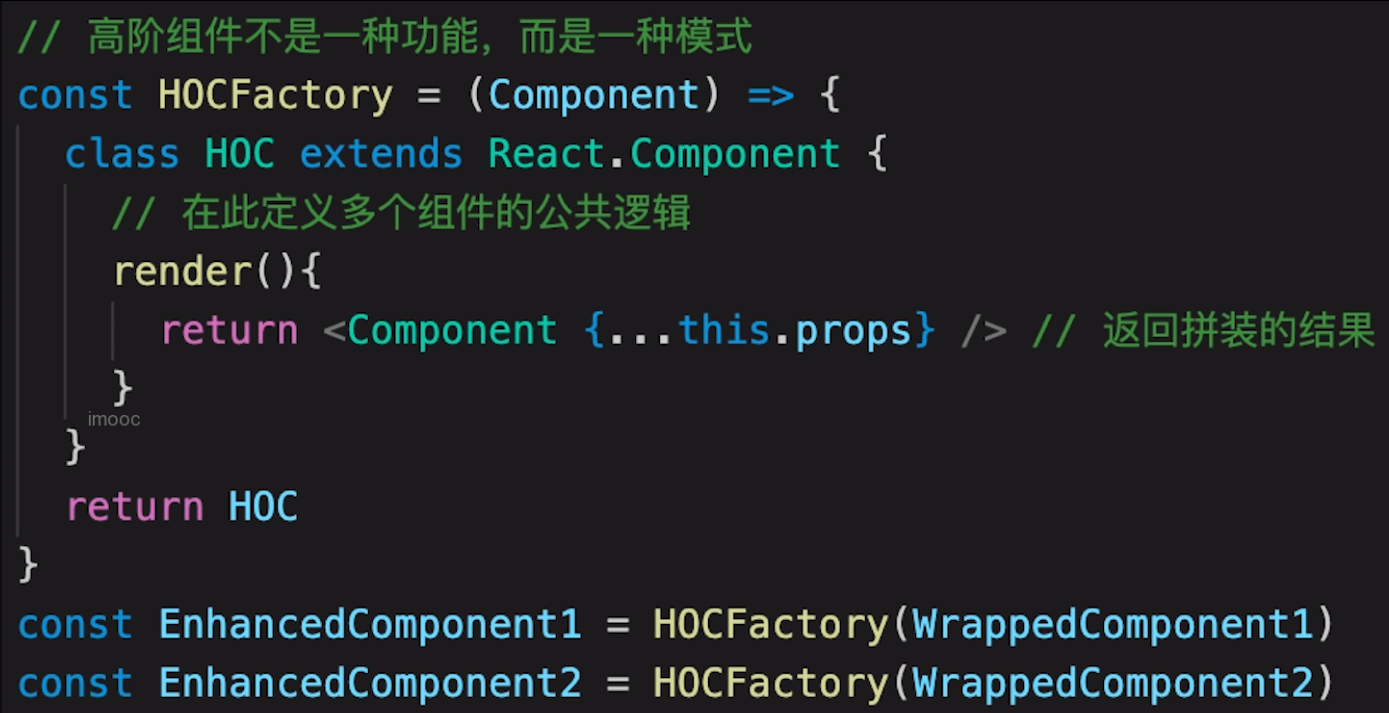 // 高阶组件不是一种功能，而是一种模式
const HOCFactory = (Component) => {
class HOC extends React.Component {
// 在此定义多个组件的公共逻辑
render(){
return <Component {...this.props} /> // 返回拼装的结果
}
imooc
}
return HOC
}
const EnhancedComponent1 = HOCFactory(WrappedComponent1)
const EnhancedComponent2 = HOCFactory(WrappedComponent2)